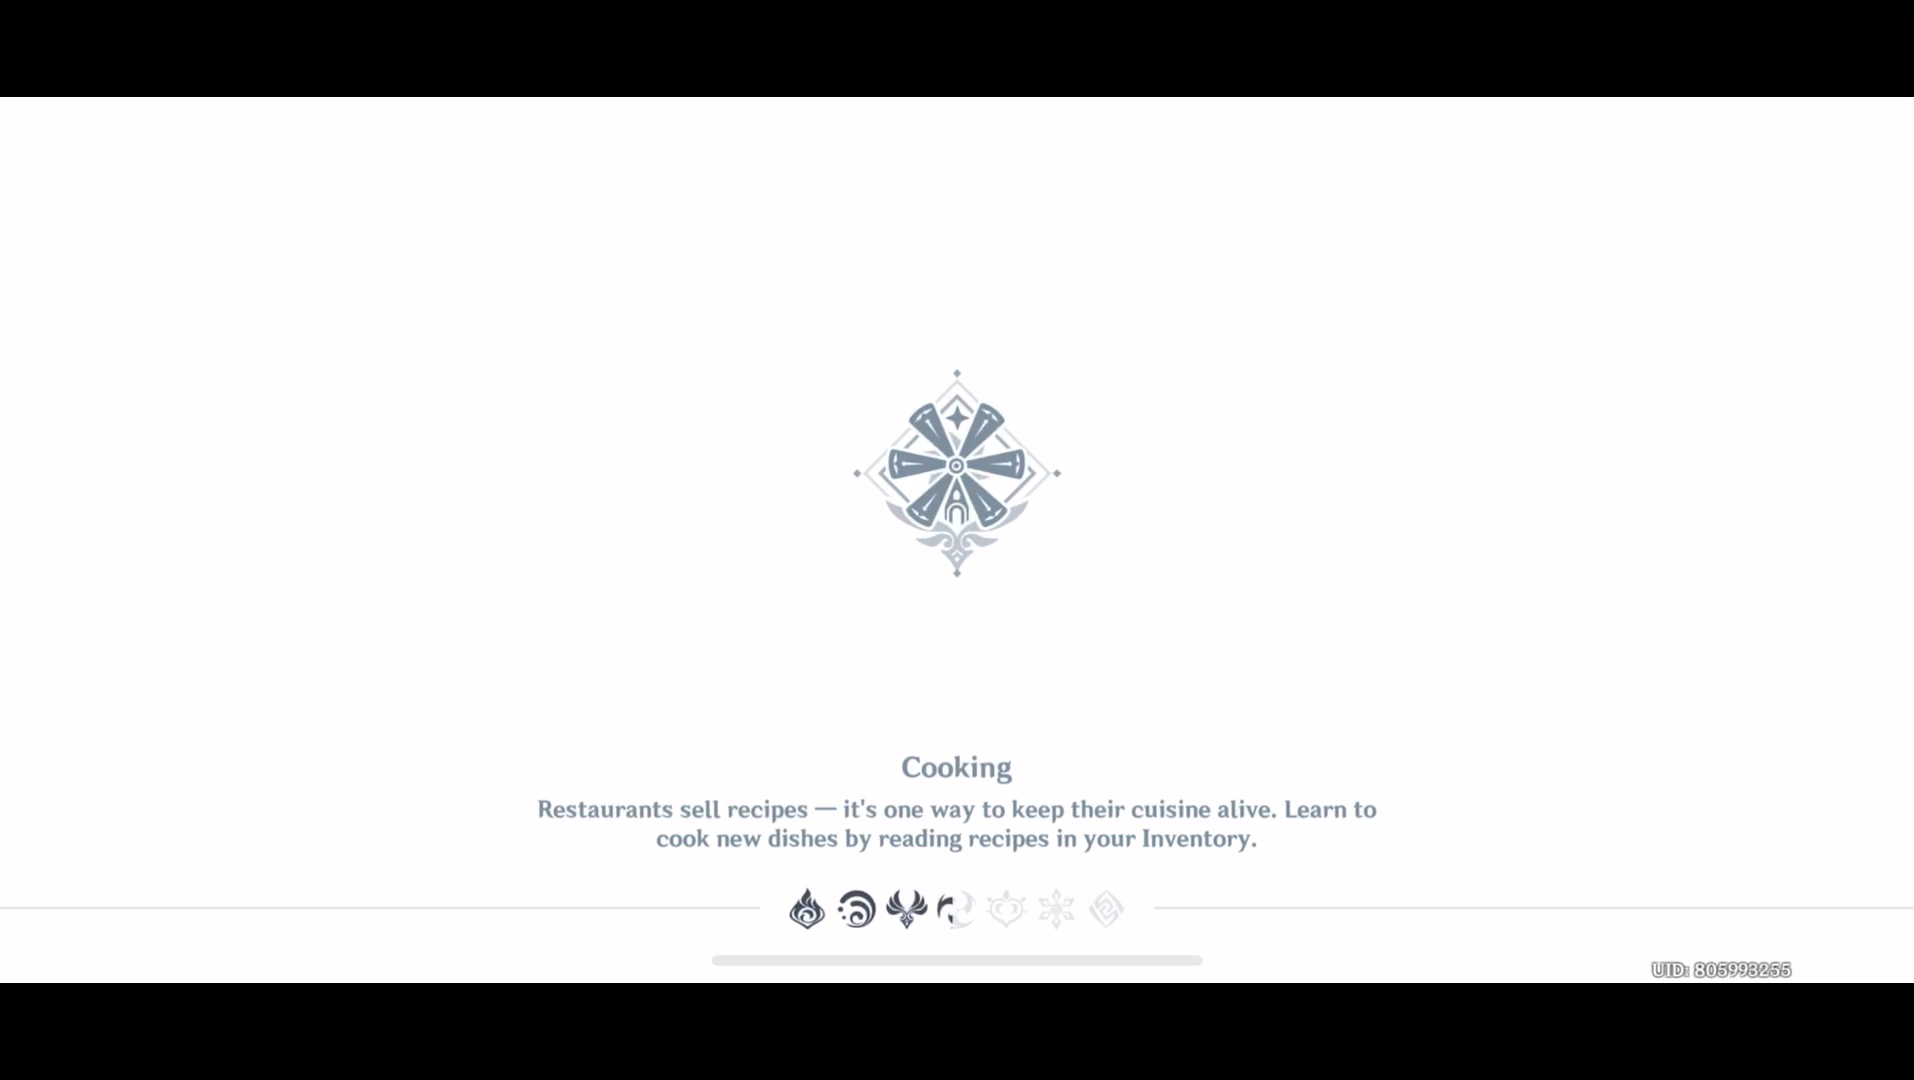 Cooking
Restaurants sell recipes — it's one way to keep their cuisine alive. Learn to
cook new dishes by reading recipes in your Inventory.
UID: 805993255